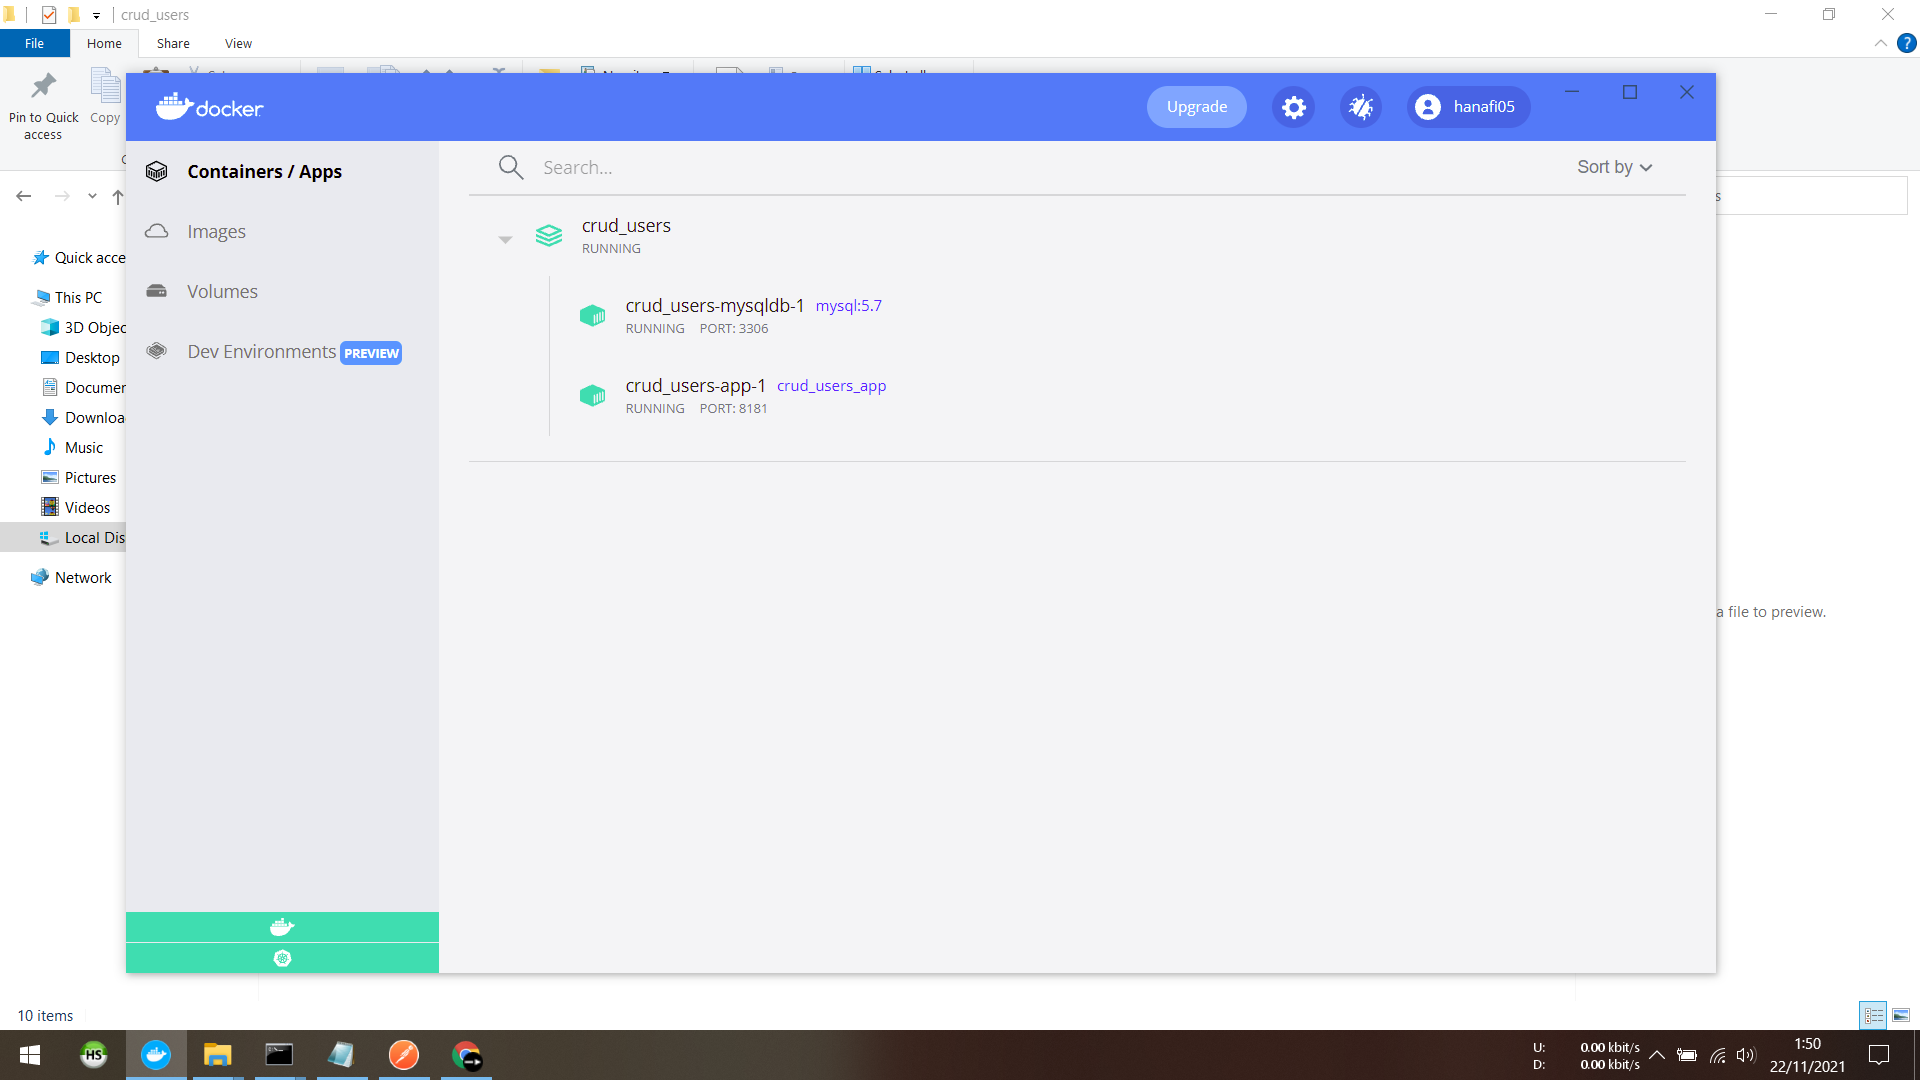 crud_users
File
Home
Share
View
?
Pin to Quick
access
Copy
docker
Upgrade
hanafi05
Containers / Apps
Images
Volumes
Dev Environments PREVIEW
Search...
Sort by
crud_users
RUNNING
crud_users-mysqldb-1 mysql:5.7
RUNNING PORT: 3306
crud_users-app-1 crud_users_app
RUNNING PORT: 8181
Quick acce
This PC
3D Objec
Desktop
Documer
Downloa
Music
Pictures
Videos
Local Dis
Network
a file to preview.
10 items
HS
U: 0.00 kbit/s
D: 0.00 kbit/s
1:50
22/11/2021